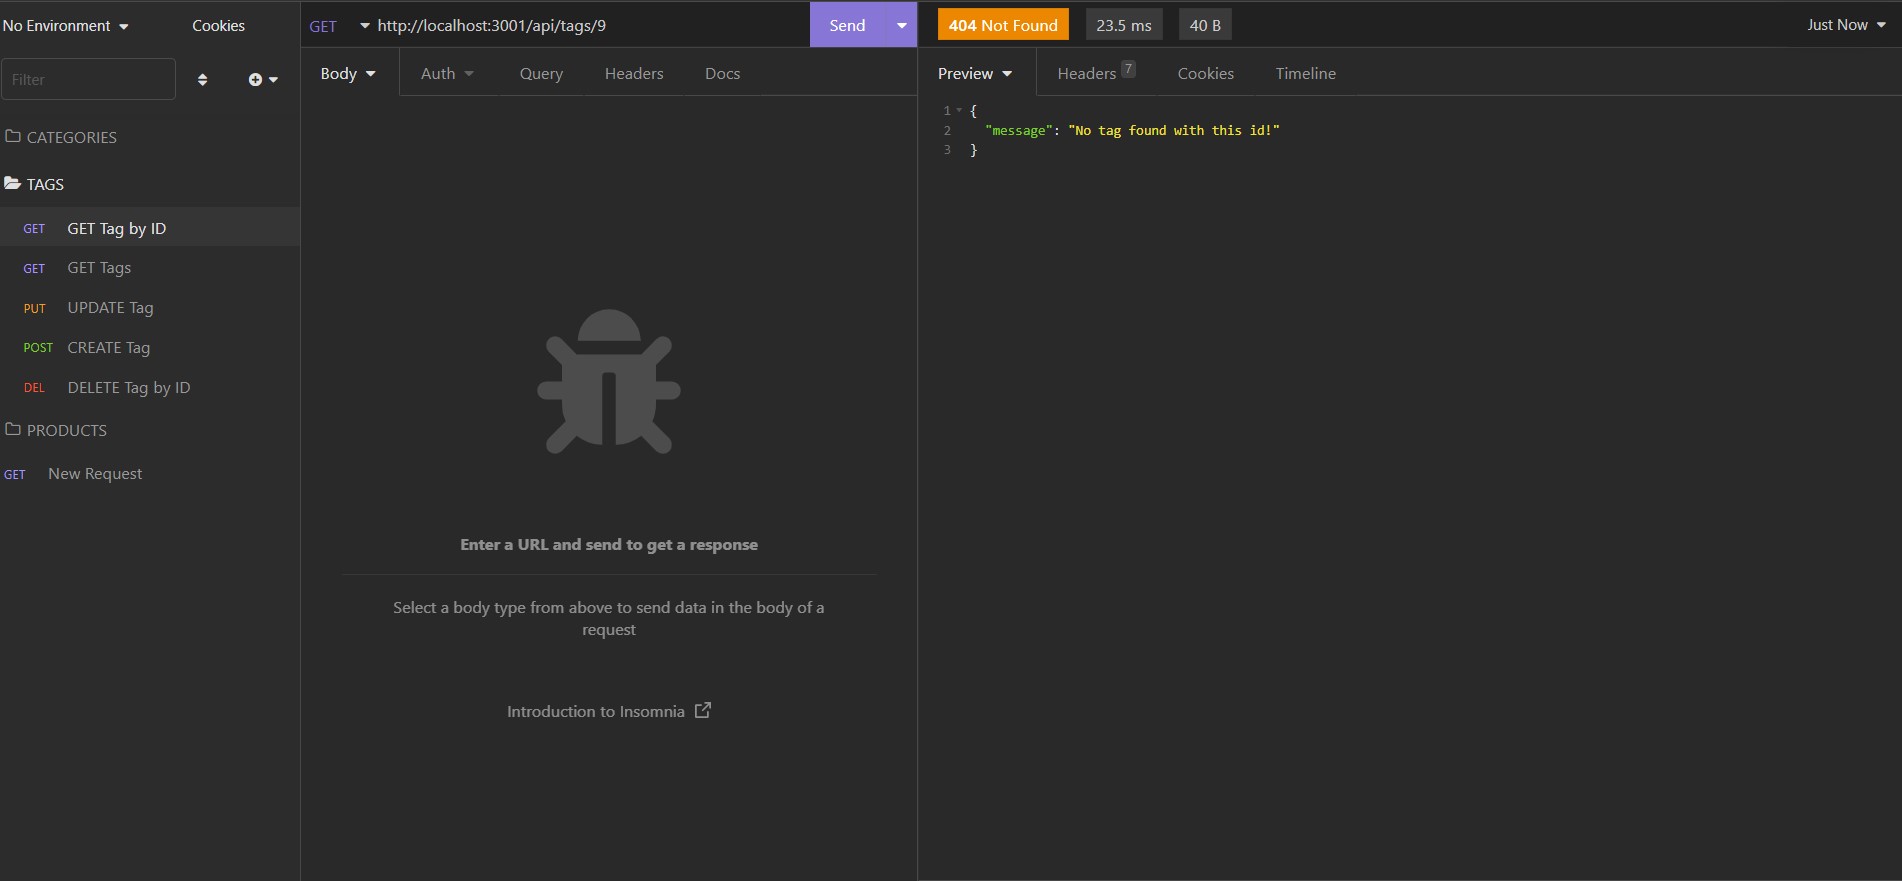 No Environment
Cookies
Filter
CATEGORIES
TAGS
GET GET Tag by ID
GET GET Tags
PUT UPDATE Tag
POST CREATE Tag
DEL DELETE Tag by ID
PRODUCTS
GET New Request
GET http://localhost:3001/api/tags/9 Send
Body Auth Query Headers Docs
Enter a URL and send to get a response
Select a body type from above to send data in the body of a
request
Introduction to Insomnia
404 Not Found 23.5 ms 40 B Just Now
Preview Headers 7 Cookies Timeline
1 {
2 "message": "No tag found with this id!"
3 }